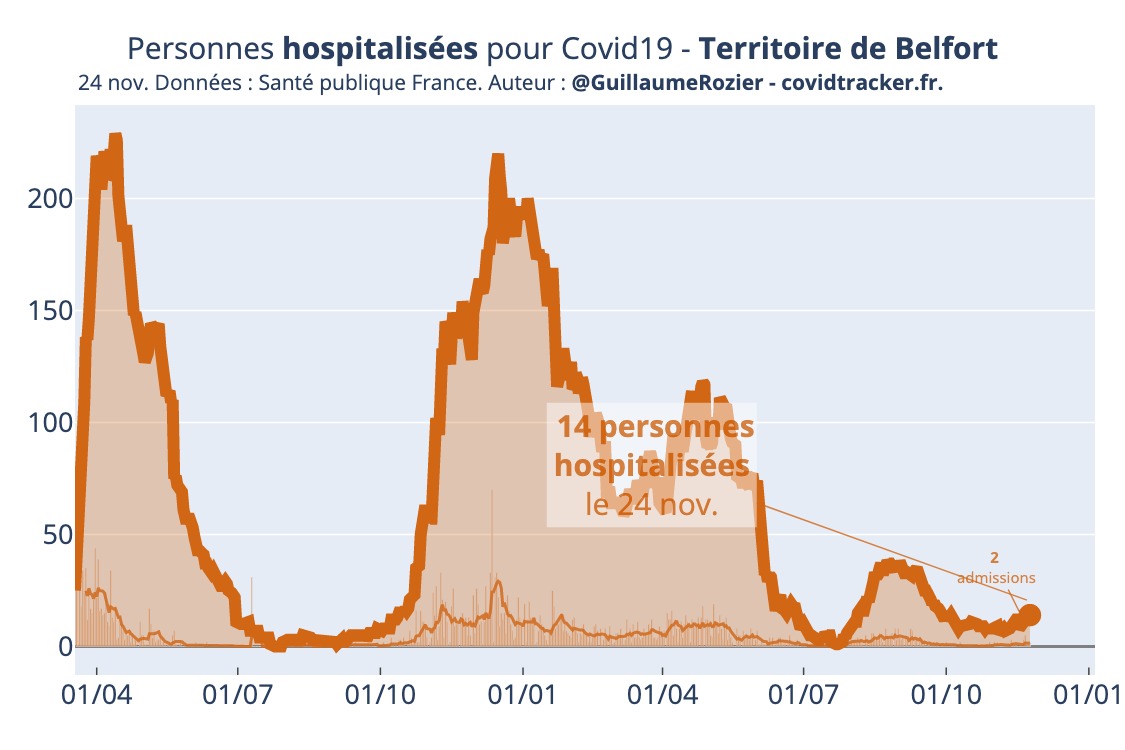 Personnes hospitalisées pour Covid19 - Territoire de Belfort
24 nov. Données : Santé publique France. Auteur : @GuillaumeRozier - covidtracker.fr.
200
150
100
50
0
14 personnes
hospitalisées
le 24 nov.
2
admissions
01/04 01/07 01/10 01/01 01/04 01/07 01/10 01/01